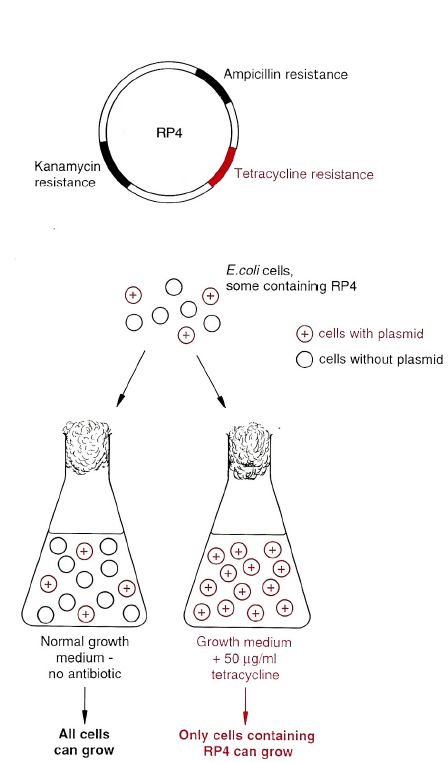 Ampicillin resistance
RP4
Kanamycin
resistance
Tetracycline resistance
E.coli cells,
some containing RP4
+
+
+
+ cells with plasmid
cells without plasmid
+
+
+
+
+ + +
+ + +
+ + +
+ + + +
Normal growth
medium -
no antibiotic
Growth medium
+ 50 µg/ml
tetracycline
All cells
can grow
Only cells containing
RP4 can grow